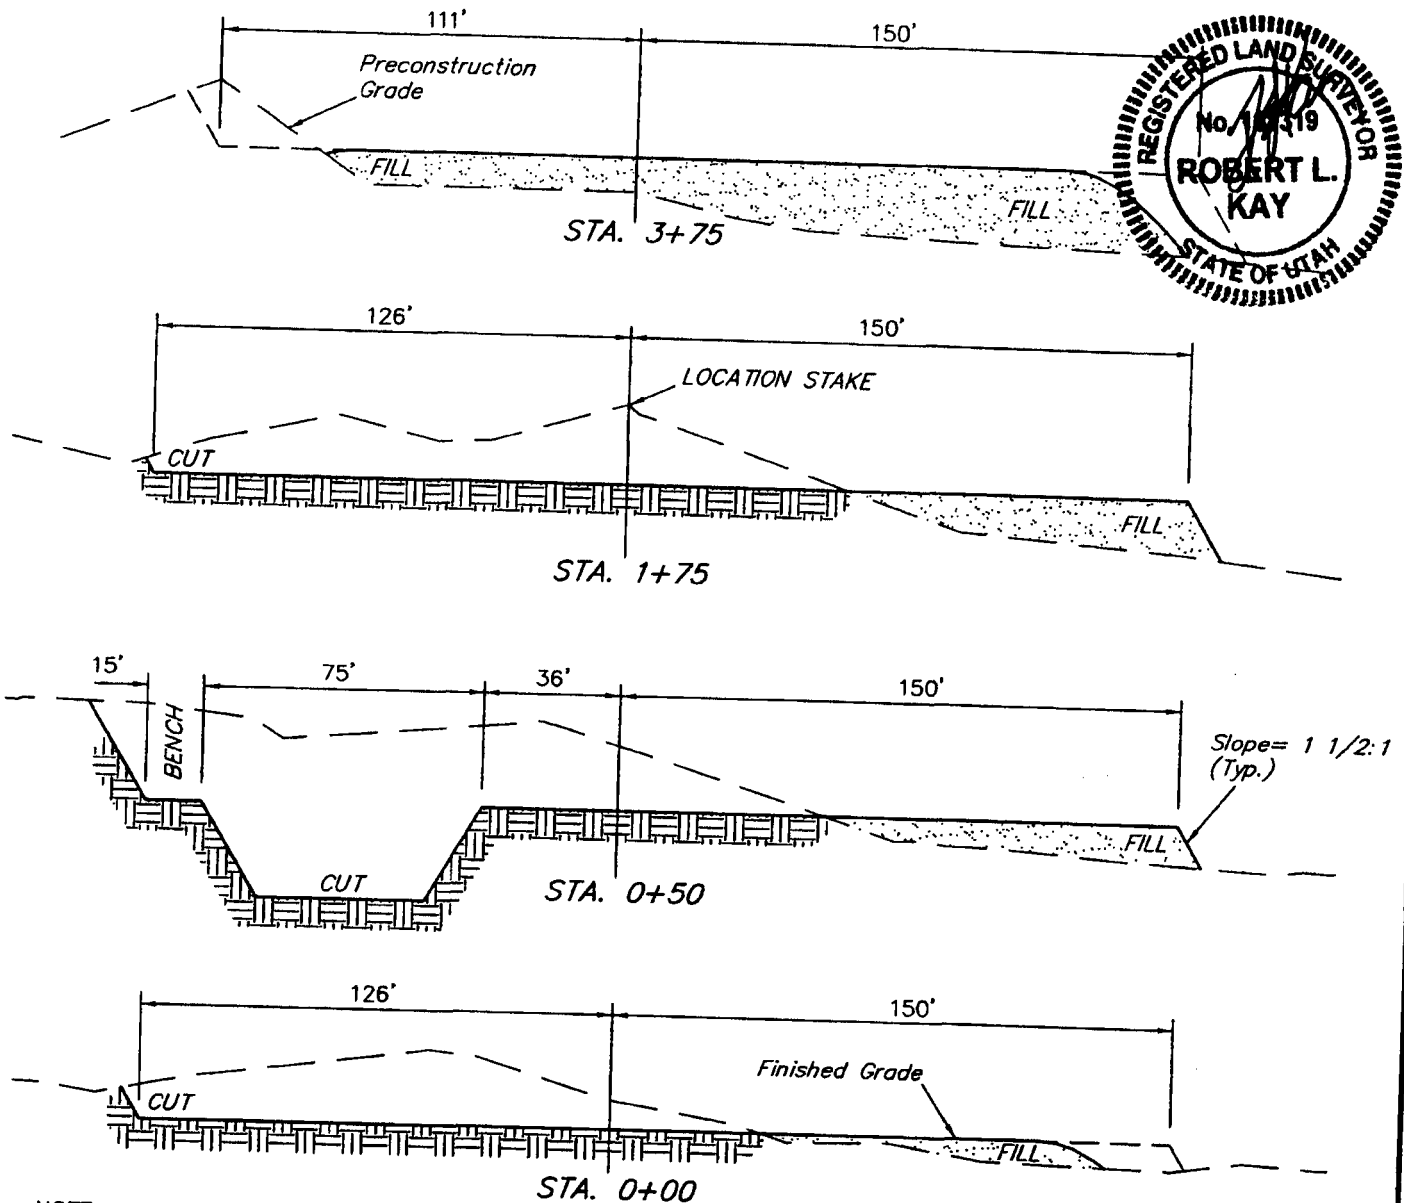 111'
150'
Preconstruction
Grade
FILL
FILL
STA. 3+75
REGISTERED LAND SURVEYOR
No.
ROBERT L.
KAY
STATE OF UTAH
126'
150'
LOCATION STAKE
CUT
FILL
STA. 1+75
15'
75'
36'
150'
BENCH
Slope= 1 1/2:1
(Typ.)
CUT
FILL
STA. 0+50
126'
150'
Finished Grade
CUT
FILL
STA. 0+00